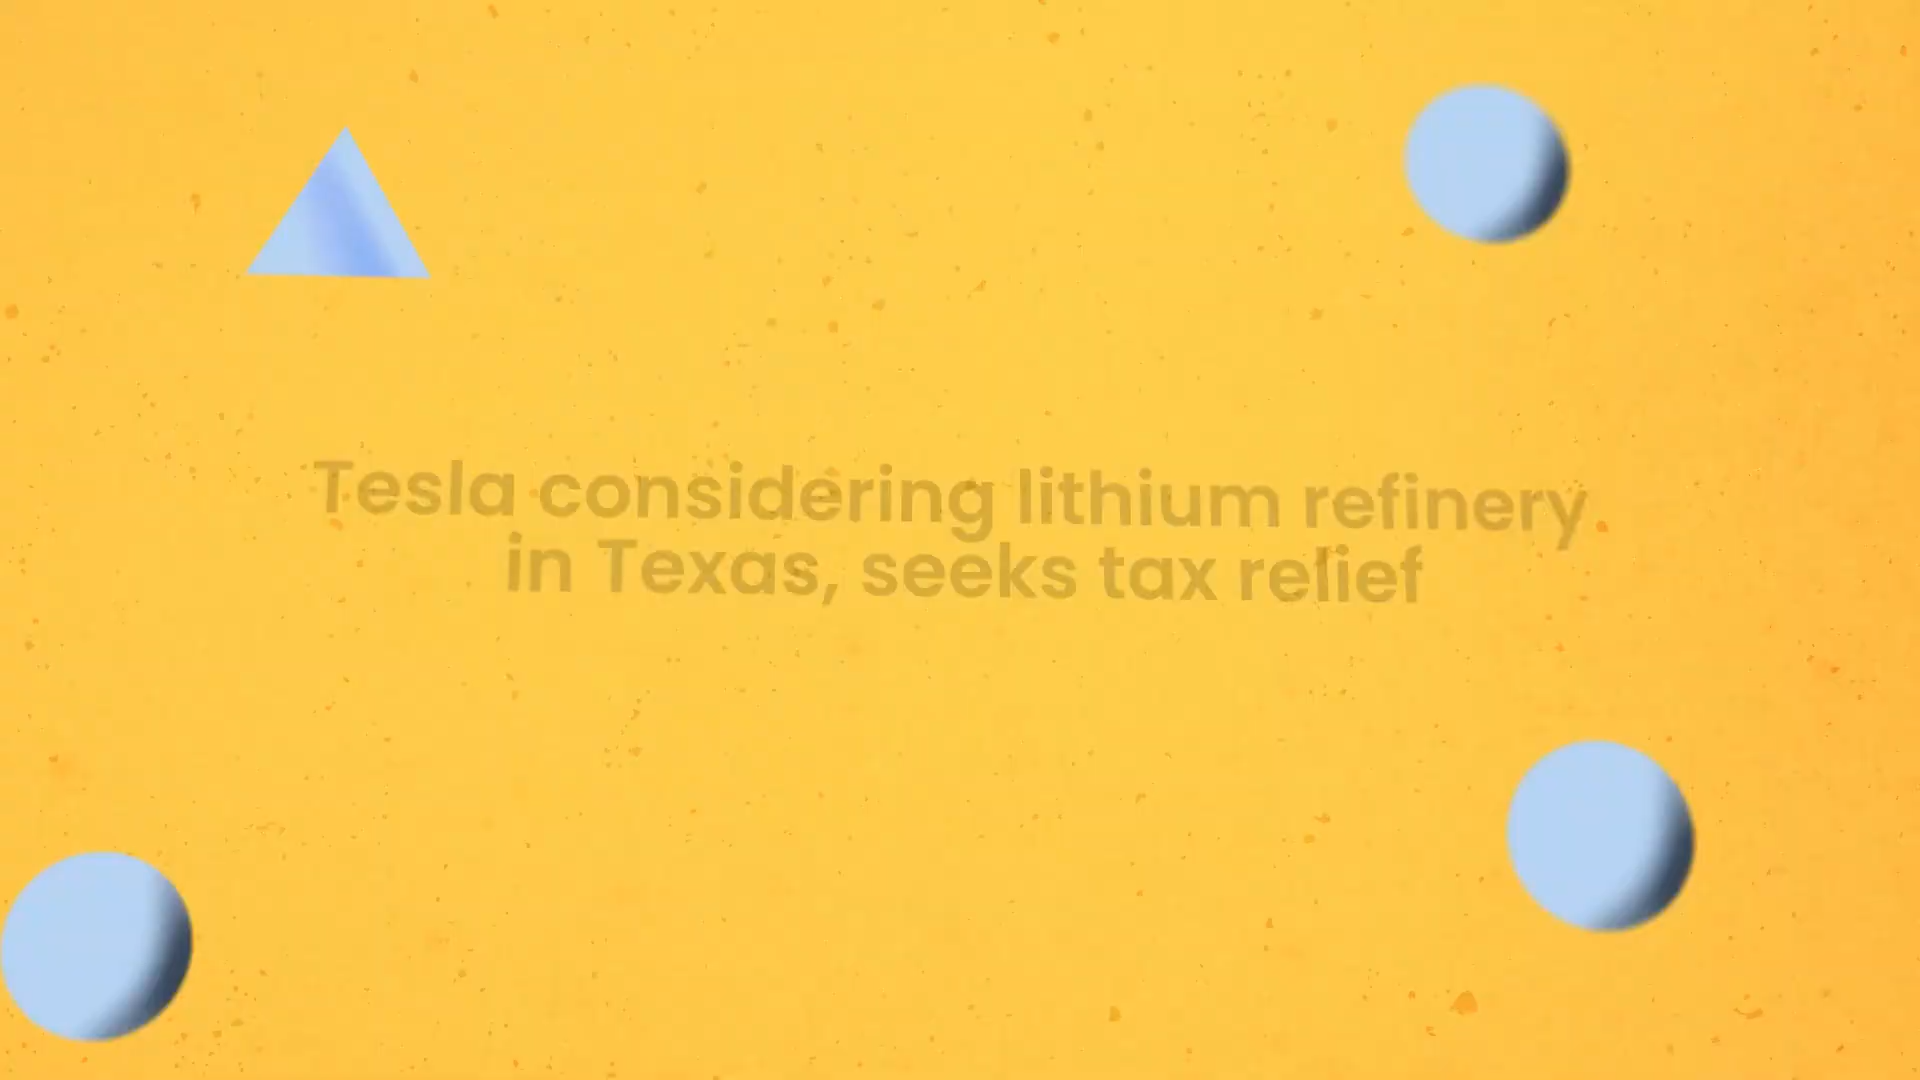 Tesla considering lithium refinery
in Texas, seeks tax relief